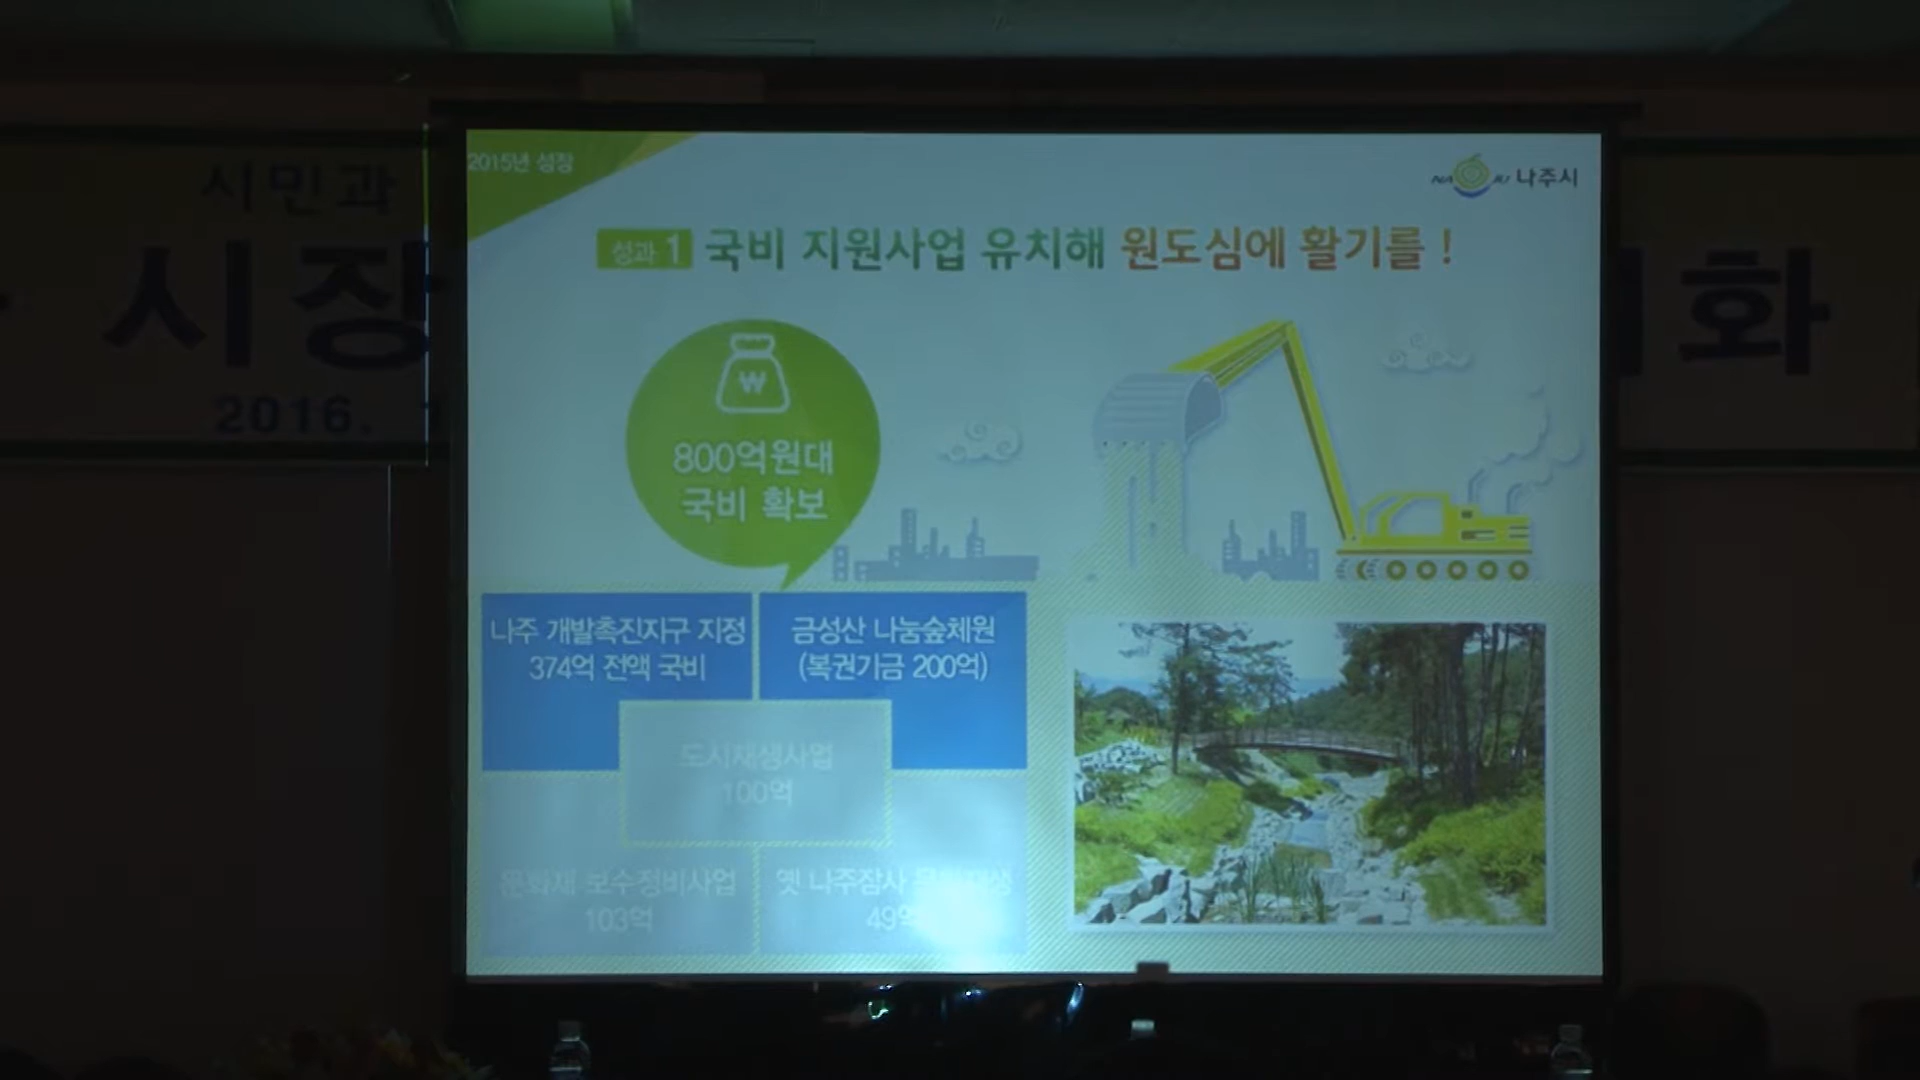 시민과
시장
화
2016.
2015년 성장
NAJU 나주시
성과 1 국비 지원사업 유치해 원도심에 활기를 !
₩
800억원대
국비 확보
나주 개발촉진지구 지정
374억 전액 국비
금성산 나눔숲체원
(복권기금 200억)
도시재생사업
100억
문화재 보수정비사업
103억
옛 나주잠사
49억